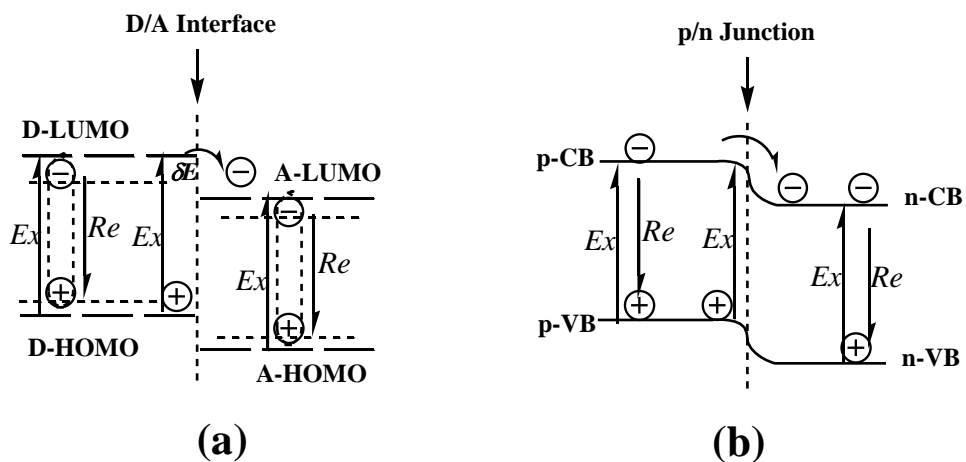 D/A Interface
D-LUMO
δE
A-LUMO
Ex
Re
Ex
Ex
Re
D-HOMO
A-HOMO
(a)
p/n Junction
p-CB
n-CB
Ex
Re
Ex
Ex
Re
p-VB
n-VB
(b)